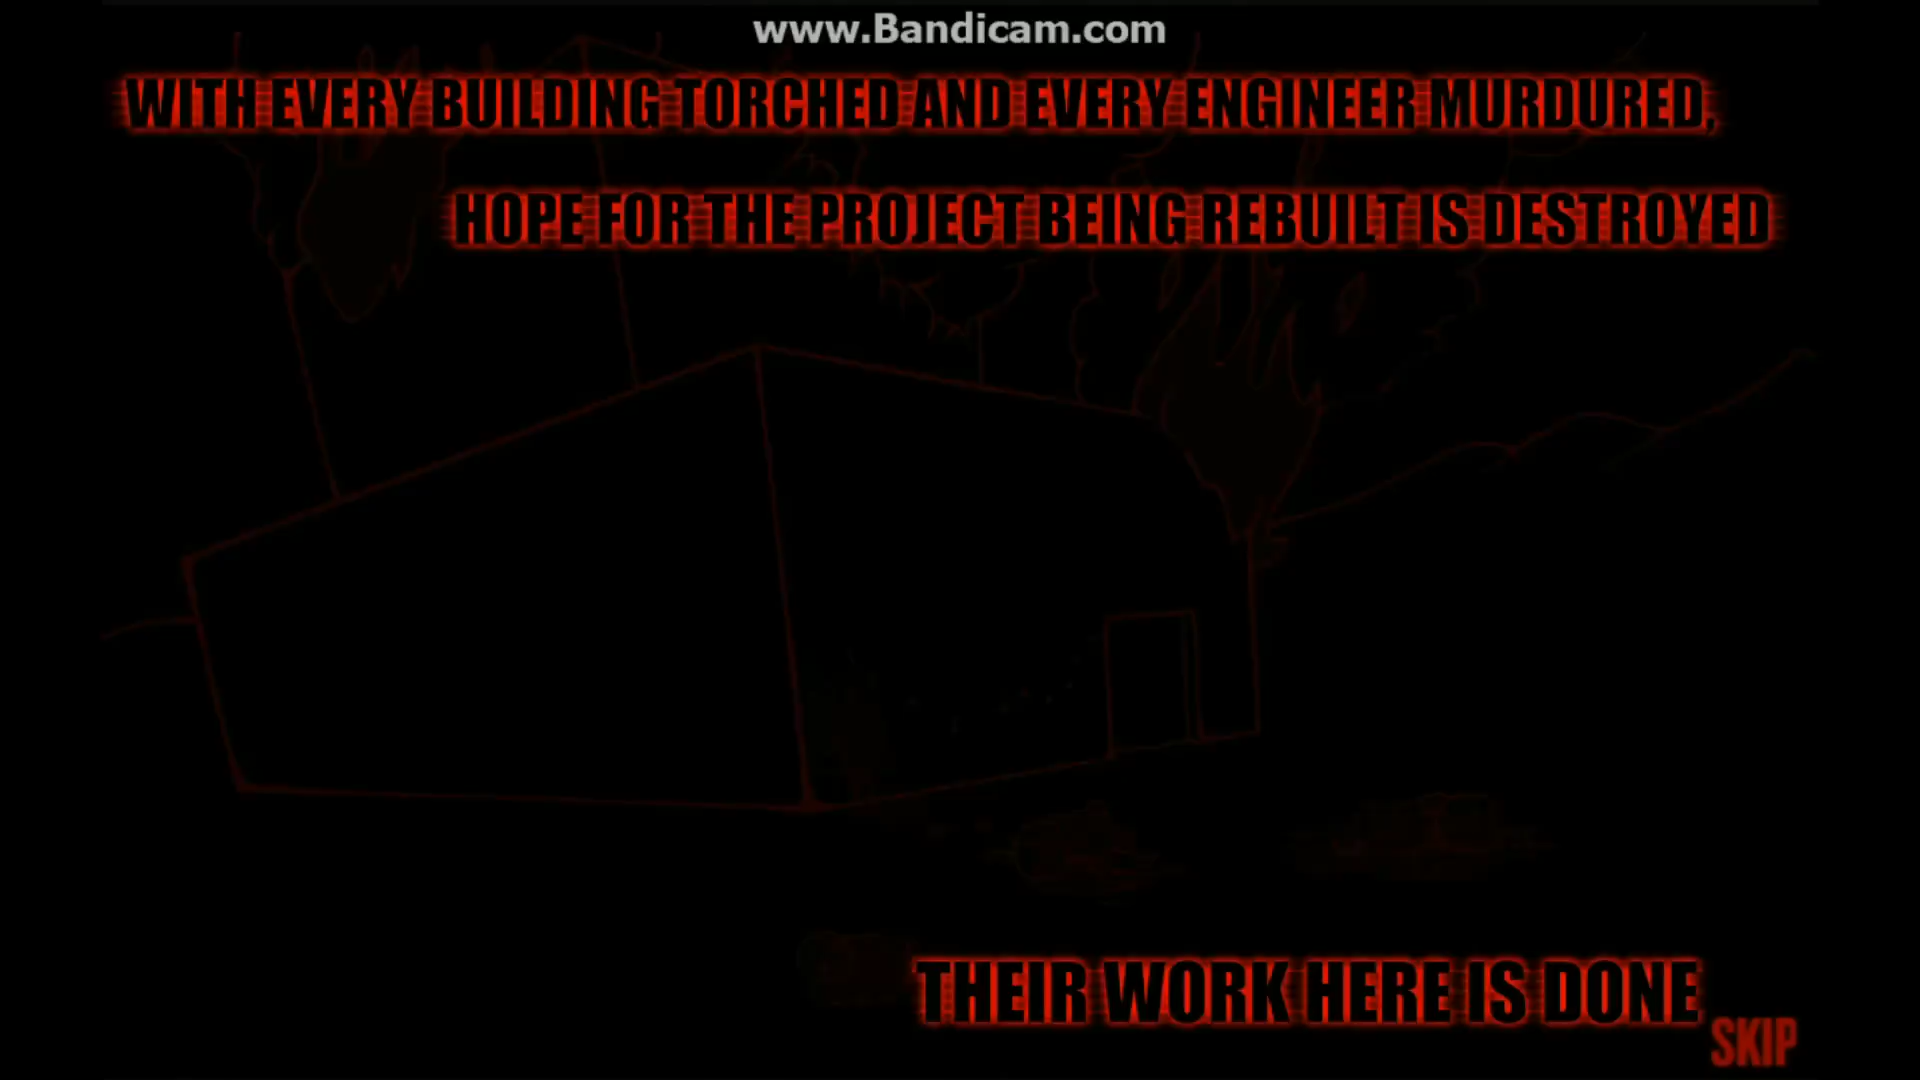 www.Bandicam.com
WITH EVERY BUILDING TORCHED AND EVERY ENGINEER MURDURED,
HOPE FOR THE PROJECT BEING REBUILT IS DESTROYED
THEIR WORK HERE IS DONE
SKIP